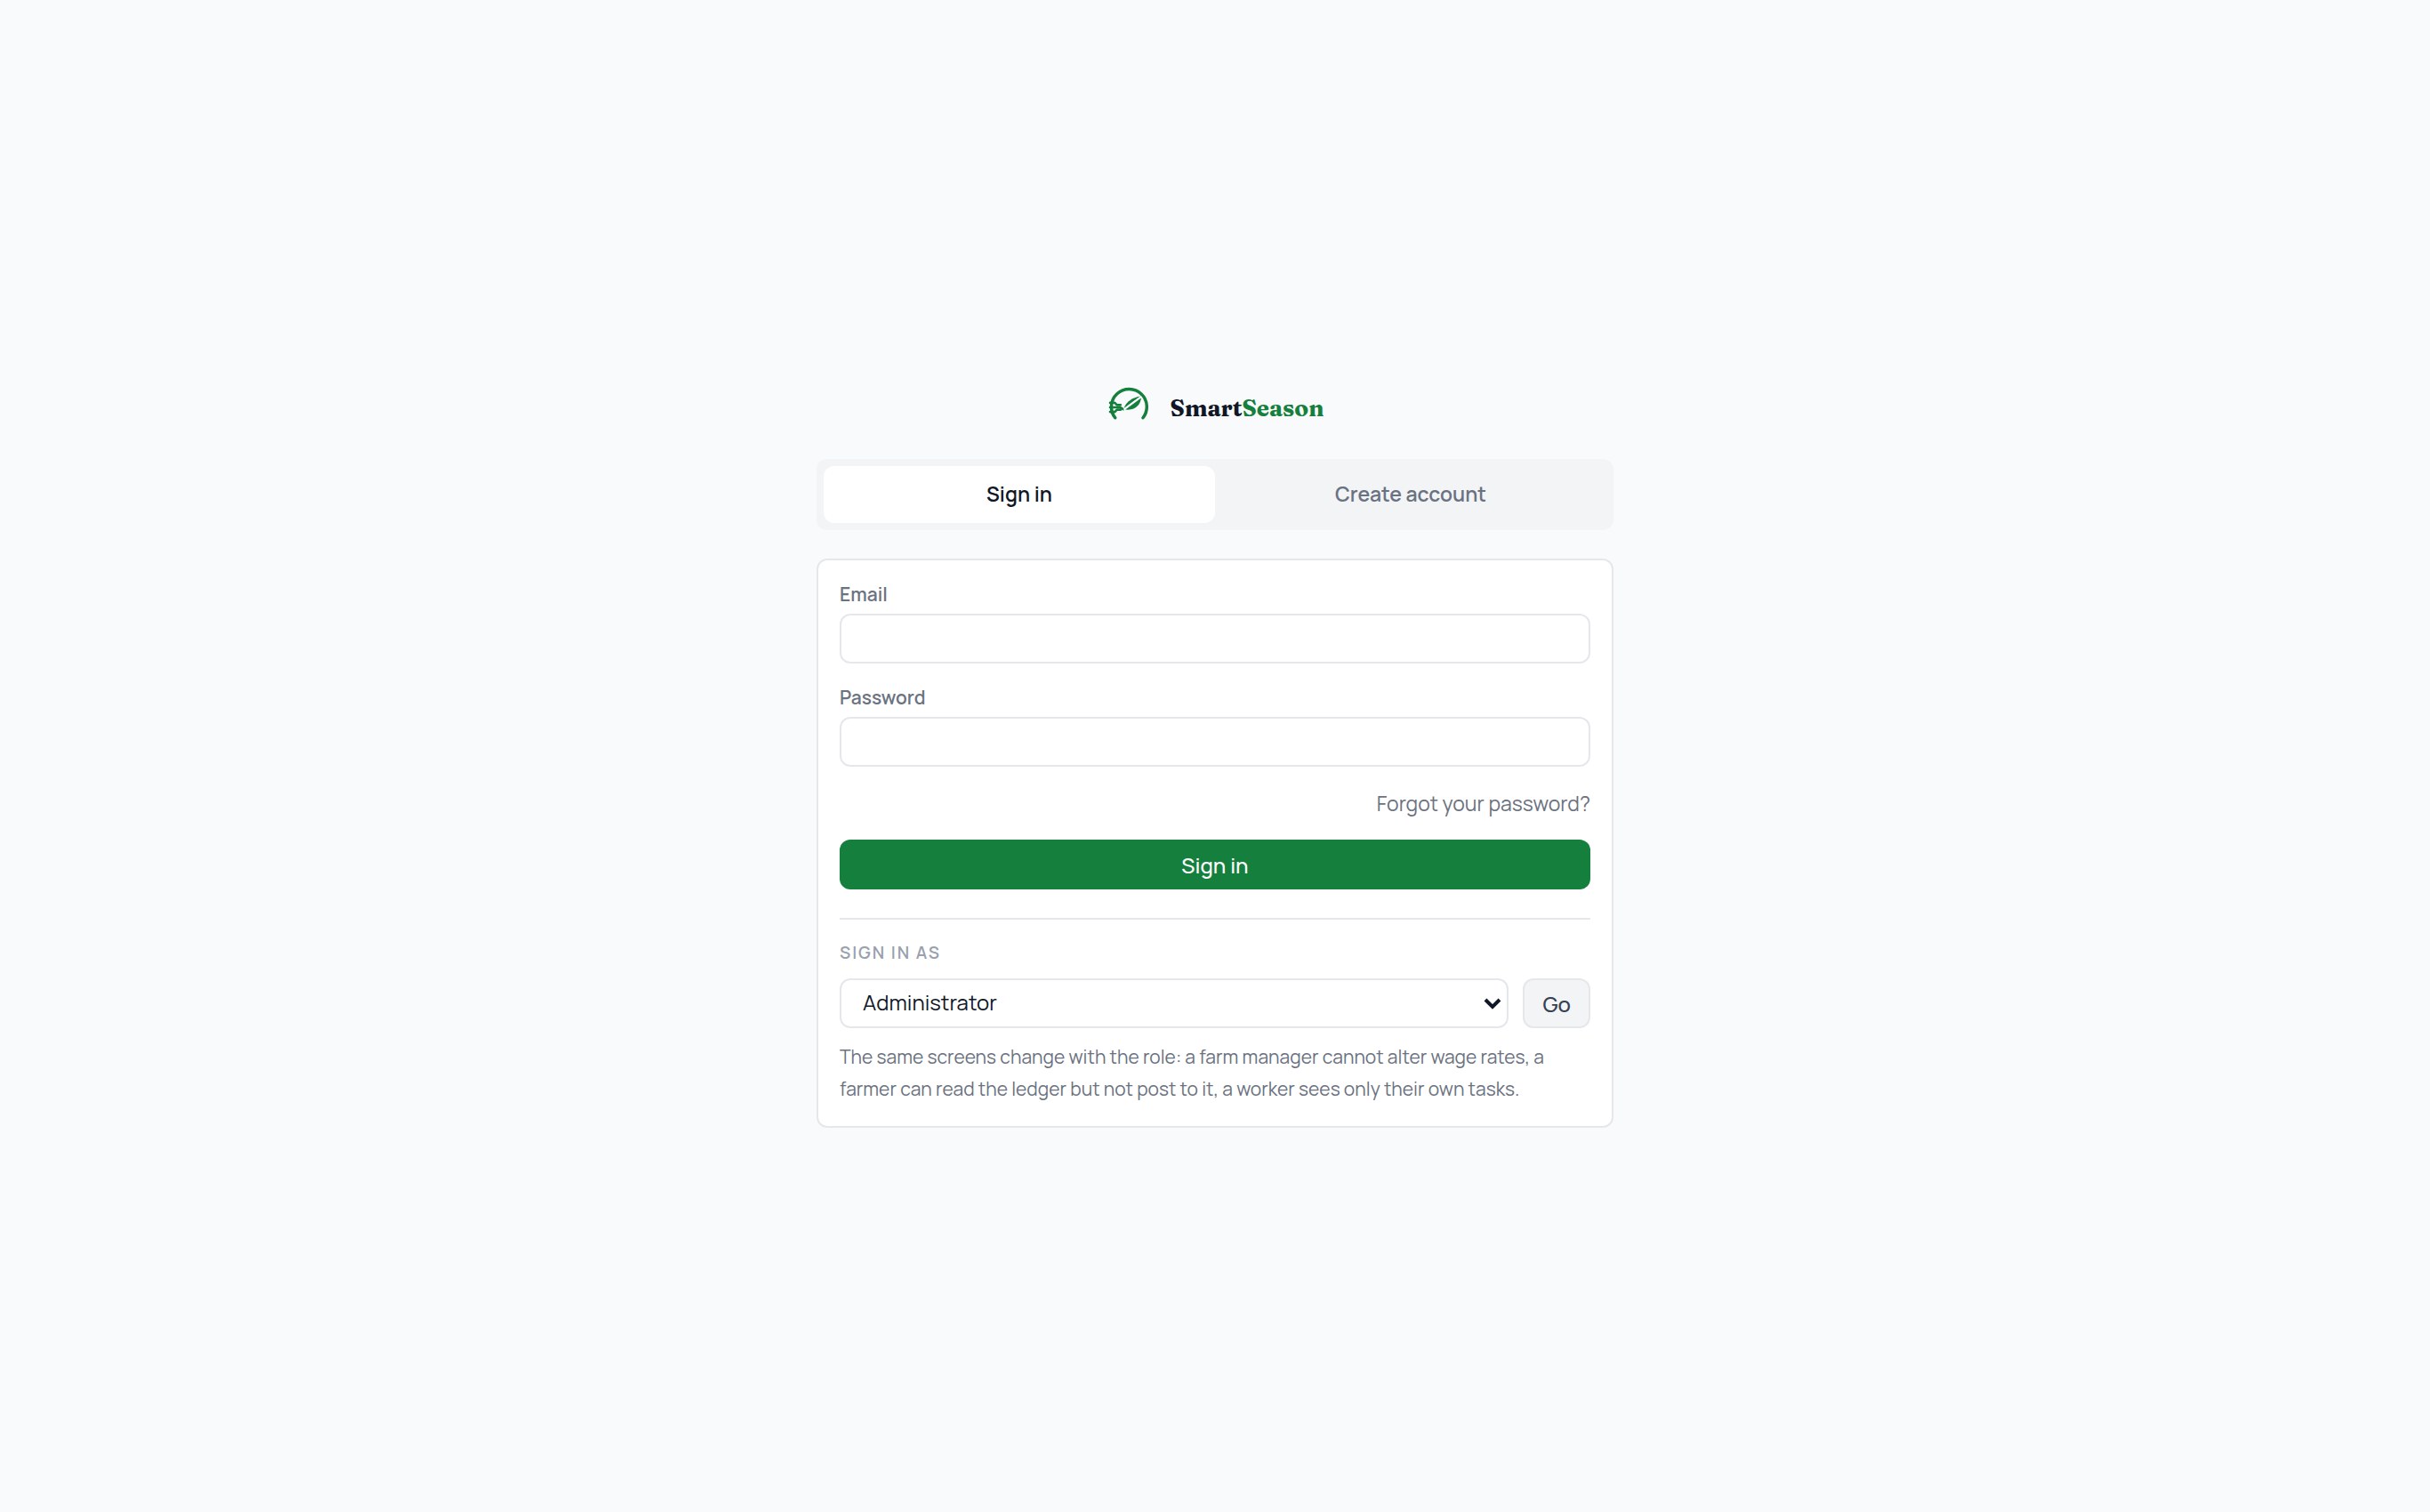 SmartSeason
Sign in
Create account
Email
Password
Forgot your password?
Sign in
SIGN IN AS
Administrator
Go
The same screens change with the role: a farm manager cannot alter wage rates, a
farmer can read the ledger but not post to it, a worker sees only their own tasks.